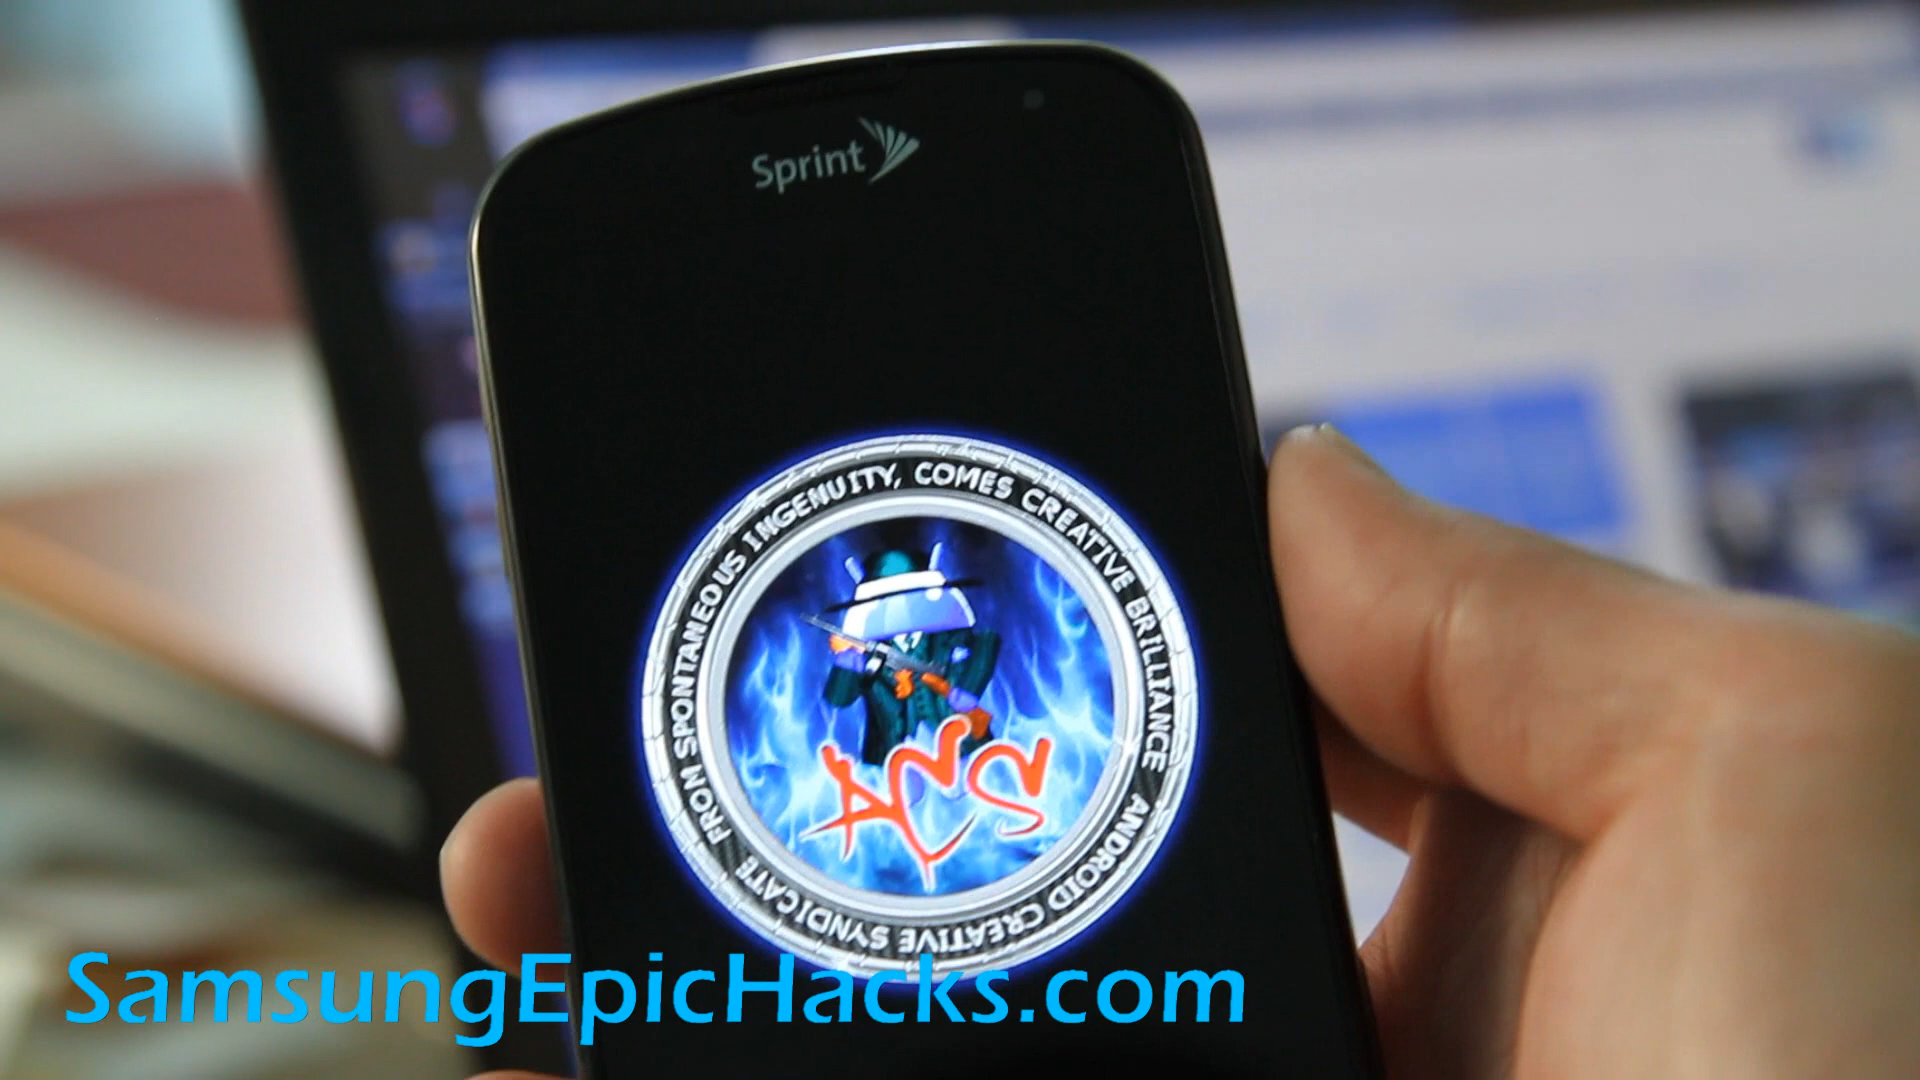 Sprint
FROM SPONTANEOUS INGENUITY, COMES CREATIVE BRILLIANCE
ANDROID CREATIVE SYNDICATE
ACS
SamsungEpicHacks.com